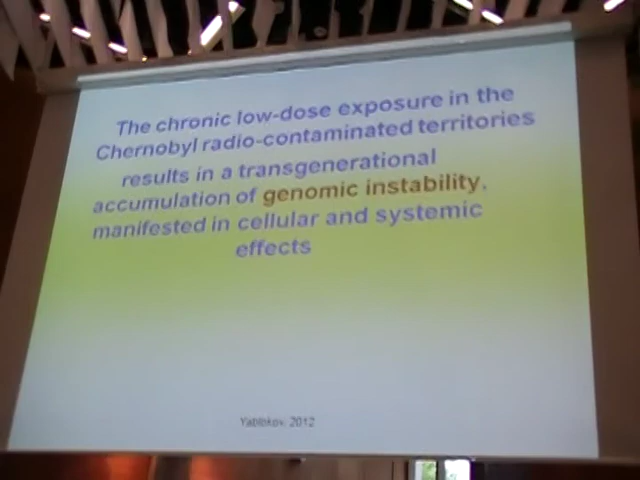 The chronic low-dose exposure in the
Chernobyl radio-contaminated territories
results in a transgenerational
accumulation of genomic instability,
manifested in cellular and systemic
effects
Yablokov, 2012